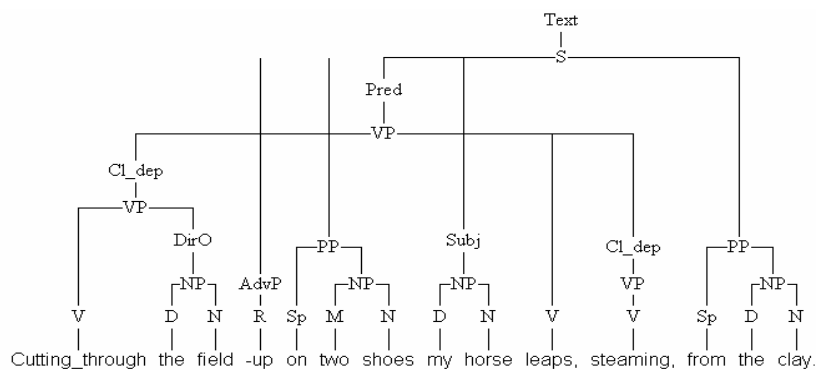 Text
S
Pred
VP
Cl_dep
VP
DirO PP Subj Cl_dep PP
NP AdvP NP NP VP NP
V D N R Sp M N D N V V Sp D N
Cutting_through the field -up on two shoes my horse leaps, steaming, from the clay.